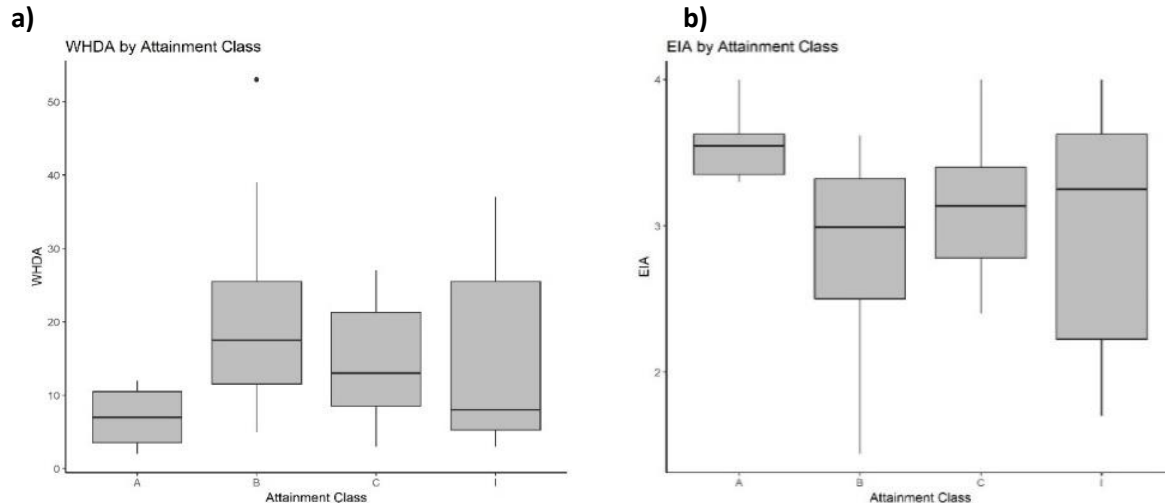 a)
WHDA by Attainment Class
50
40
30
20
10
0
WHDA
A B C I
Attainment Class
b)
EIA by Attainment Class
4
3
2
EIA
A B C I
Attainment Class